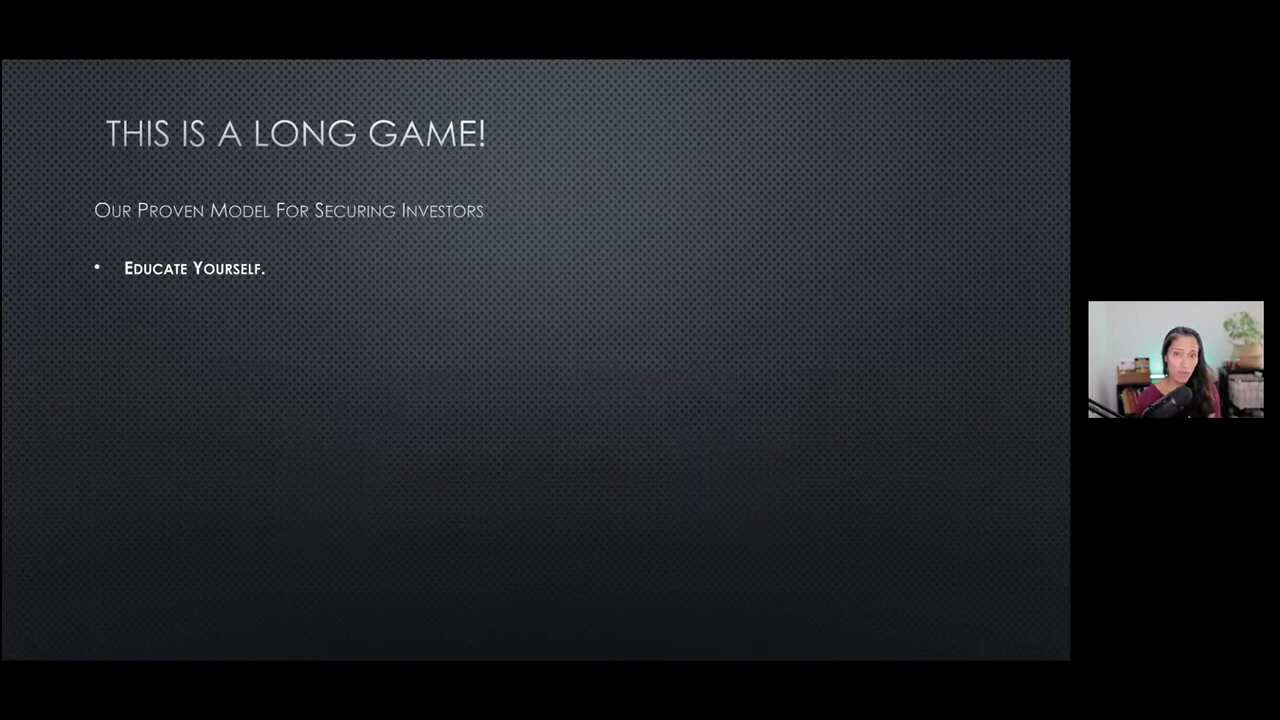 THIS IS A LONG GAME!
Our Proven Model For Securing Investors
• Educate Yourself.